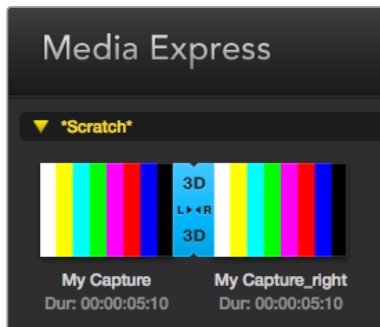 Media Express
*Scratch*
3D
L▸◂R
3D
My Capture
My Capture_right
Dur: 00:00:05:10
Dur: 00:00:05:10